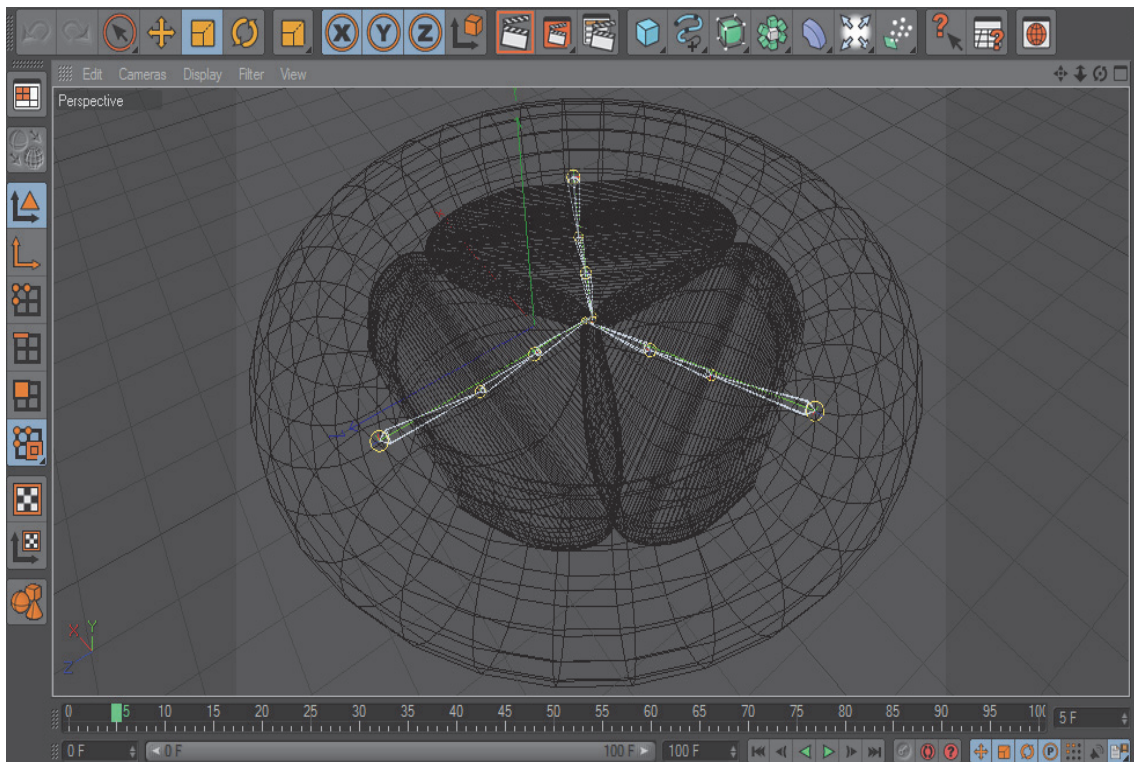 X Y Z
Edit Cameras Display Filter View
Perspective
X Y
Z
0 5 10 15 20 25 30 35 40 45 50 55 60 65 70 75 80 85 90 95 100 5 F
0 F 0 F 100 F 100 F ? P